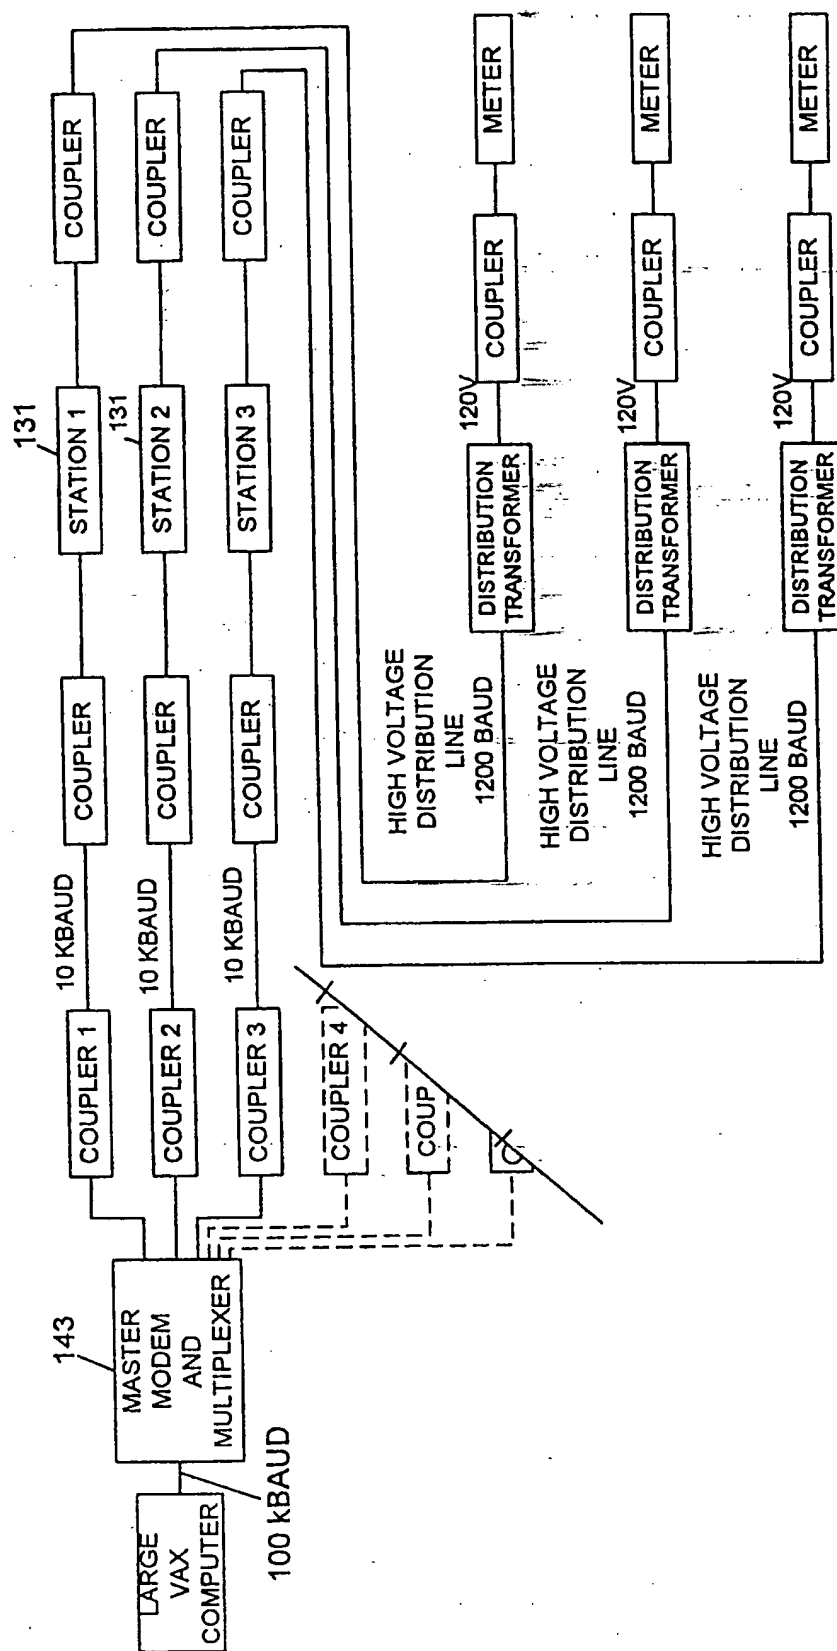 LARGE
VAX
COMPUTER
100 kBAUD
143
MASTER
MODEM
AND
MULTIPLEXER
COUPLER 1
10 KBAUD
COUPLER
131
STATION 1
COUPLER
COUPLER 2
10 KBAUD
COUPLER
131
STATION 2
COUPLER
COUPLER 3
10 KBAUD
COUPLER
STATION 3
COUPLER
COUPLER 4
COUP
C
HIGH VOLTAGE
DISTRIBUTION
LINE
1200 BAUD
DISTRIBUTION
TRANSFORMER
120V
COUPLER
METER
HIGH VOLTAGE
DISTRIBUTION
LINE
1200 BAUD
DISTRIBUTION
TRANSFORMER
120V
COUPLER
METER
HIGH VOLTAGE
DISTRIBUTION
LINE
1200 BAUD
DISTRIBUTION
TRANSFORMER
120V
COUPLER
METER